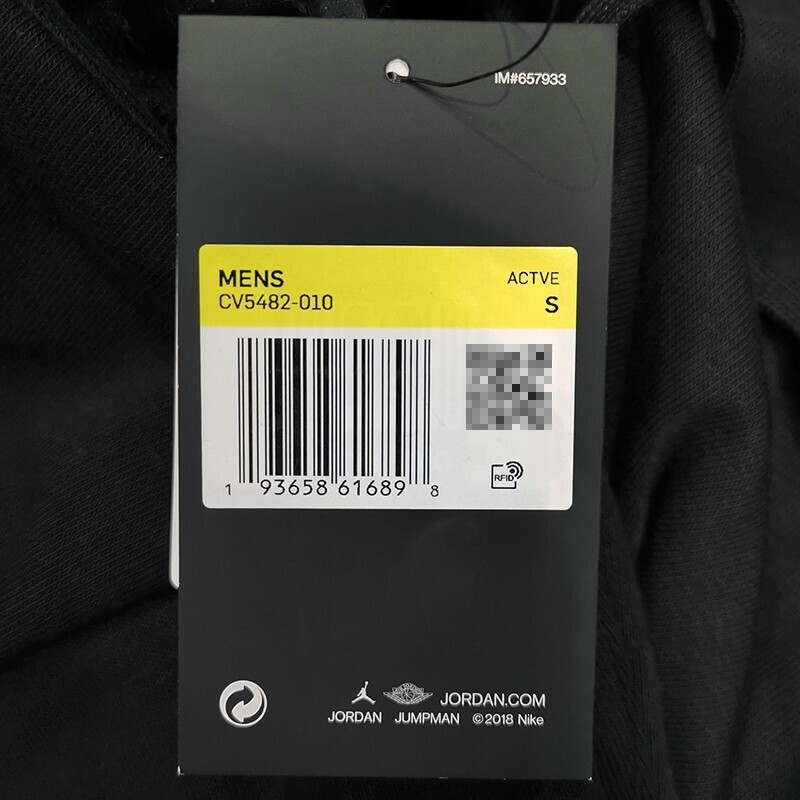 IM#657933
MENS ACTVE
CV5482-010 S
1 93658 61689 8
RFID
JORDAN.COM
JORDAN JUMPMAN ©2018 Nike